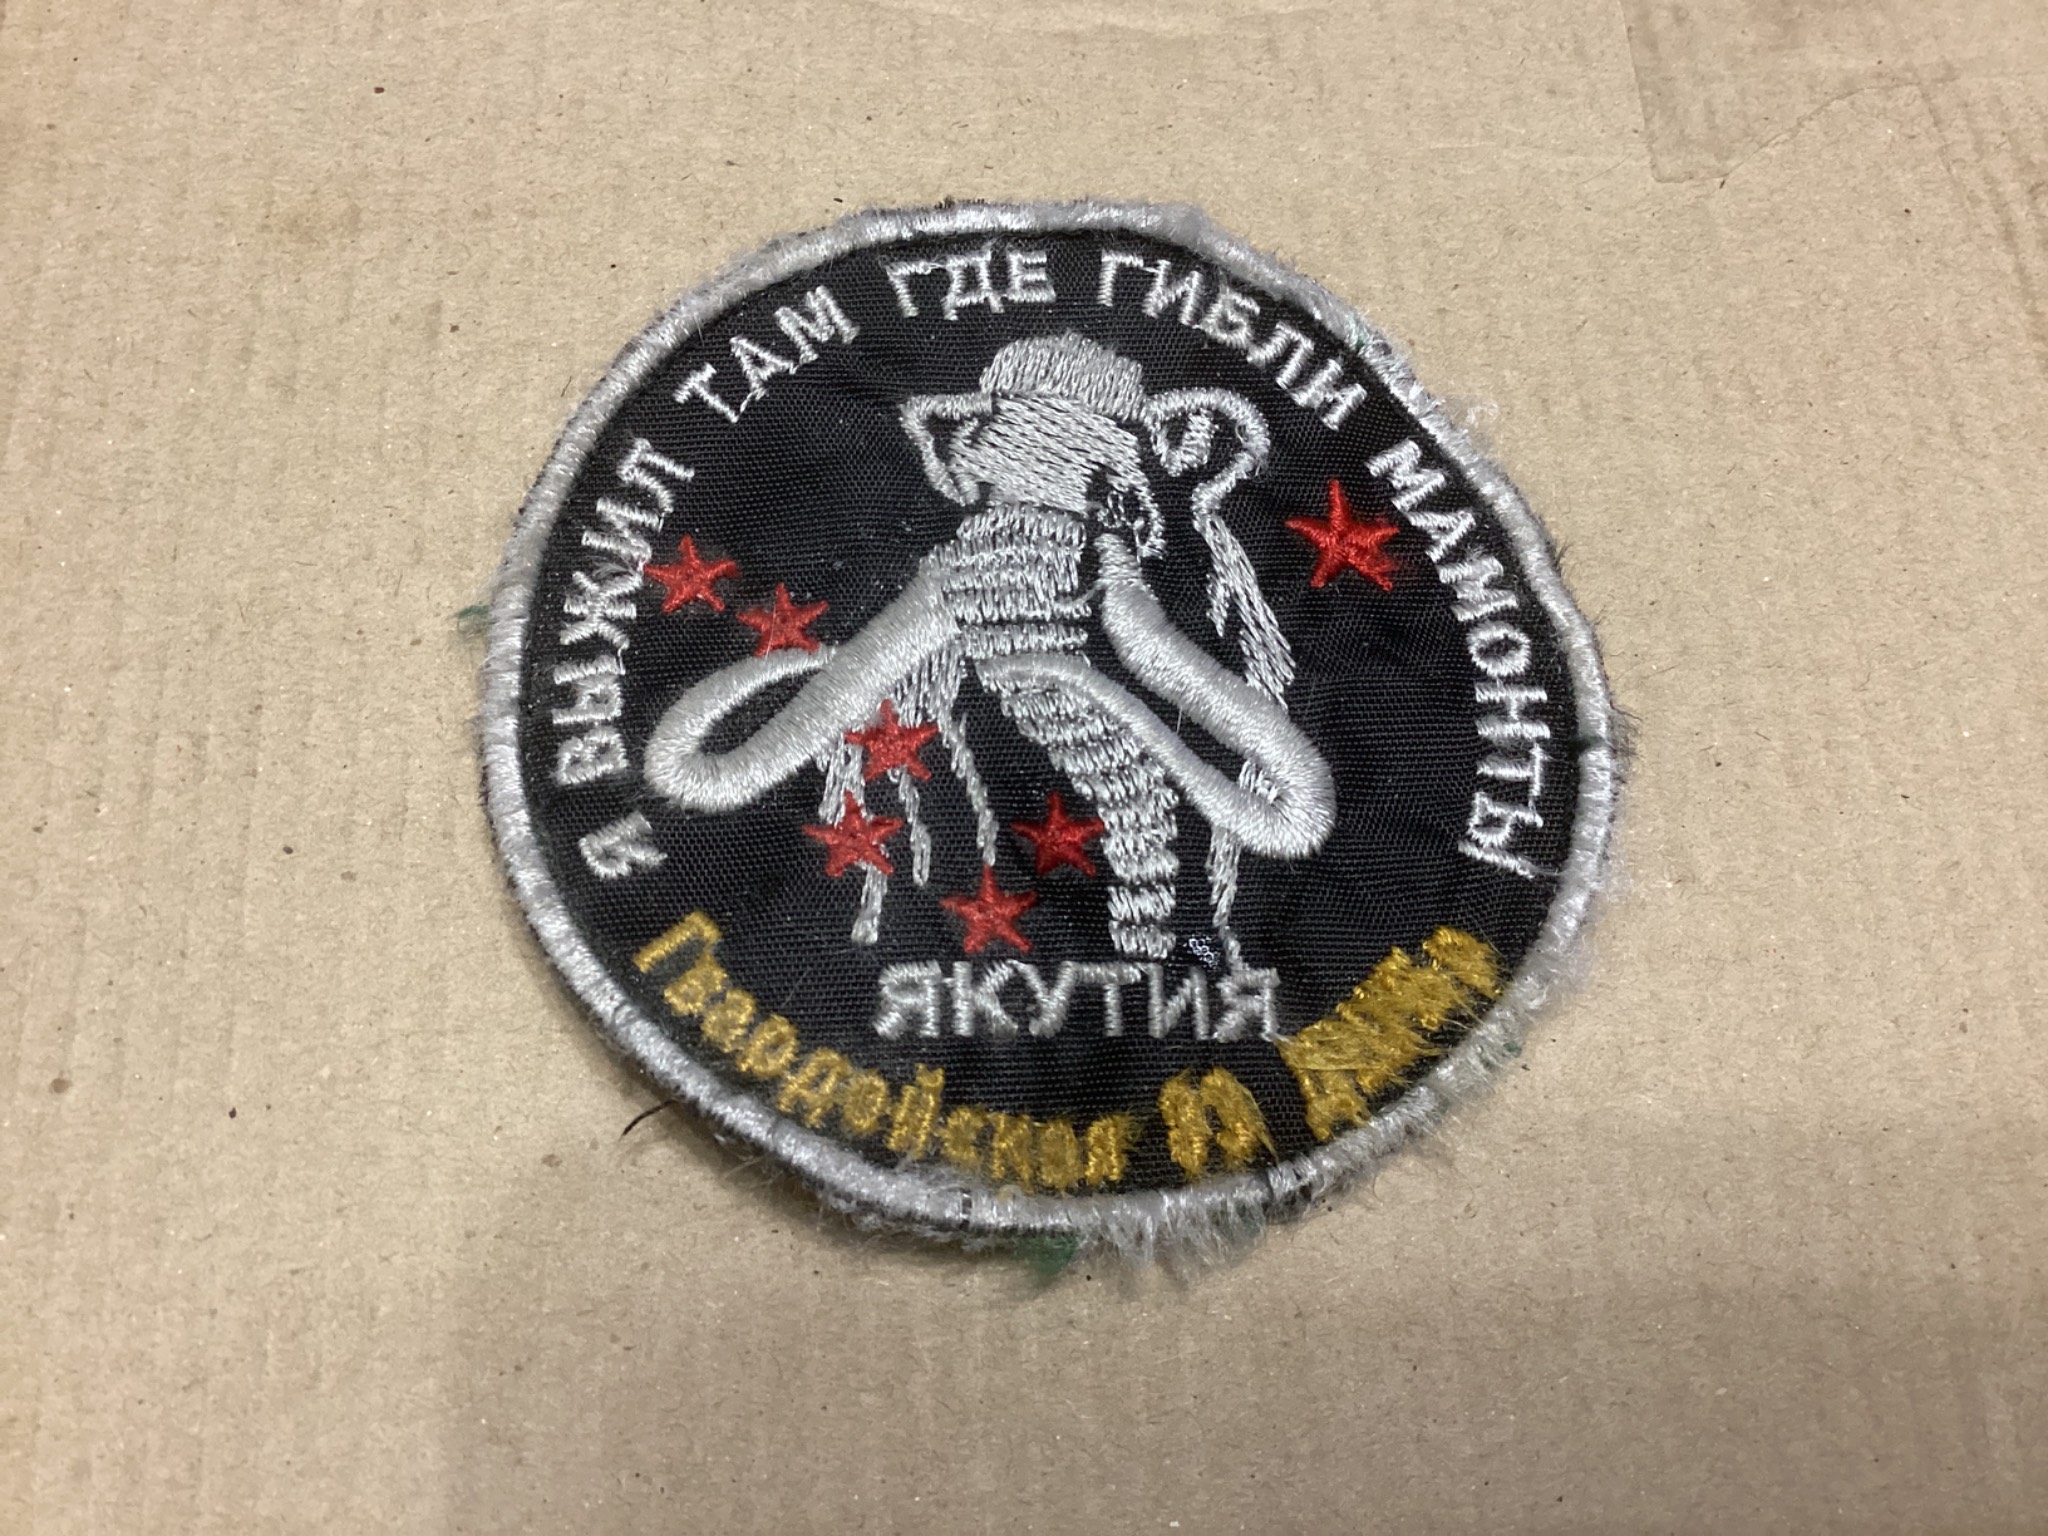 Я ВЫЖИЛ ТАМ ГДЕ ГИБЛИ МАМОНТЫ
ЯКУТИЯ
Гвардейская